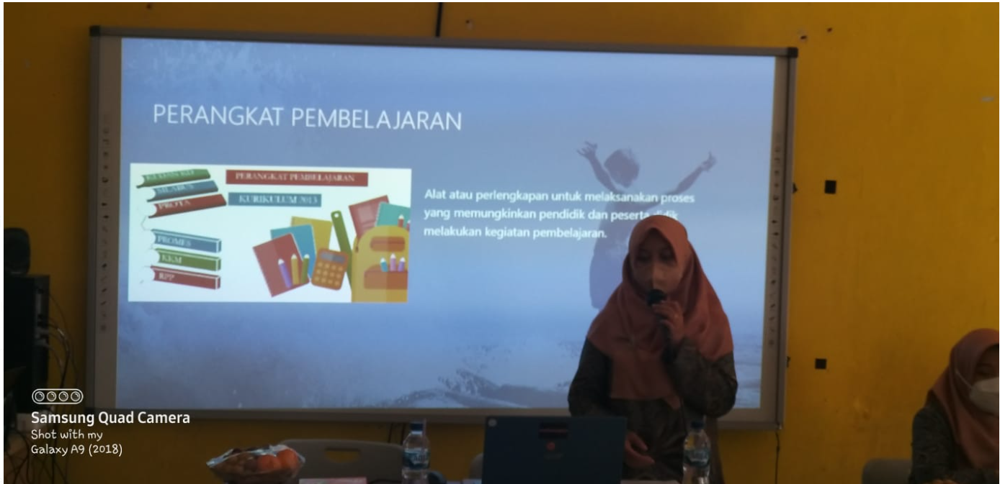 PERANGKAT PEMBELAJARAN
PERANGKAT PEMBELAJARAN
KURIKULUM 2013
SILABUS
PROTA
PROMES
KKM
RPP
Alat atau perlengkapan untuk melaksanakan proses
yang memungkinkan pendidik dan peserta didik
melakukan kegiatan pembelajaran.
Samsung Quad Camera
Shot with my
Galaxy A9 (2018)